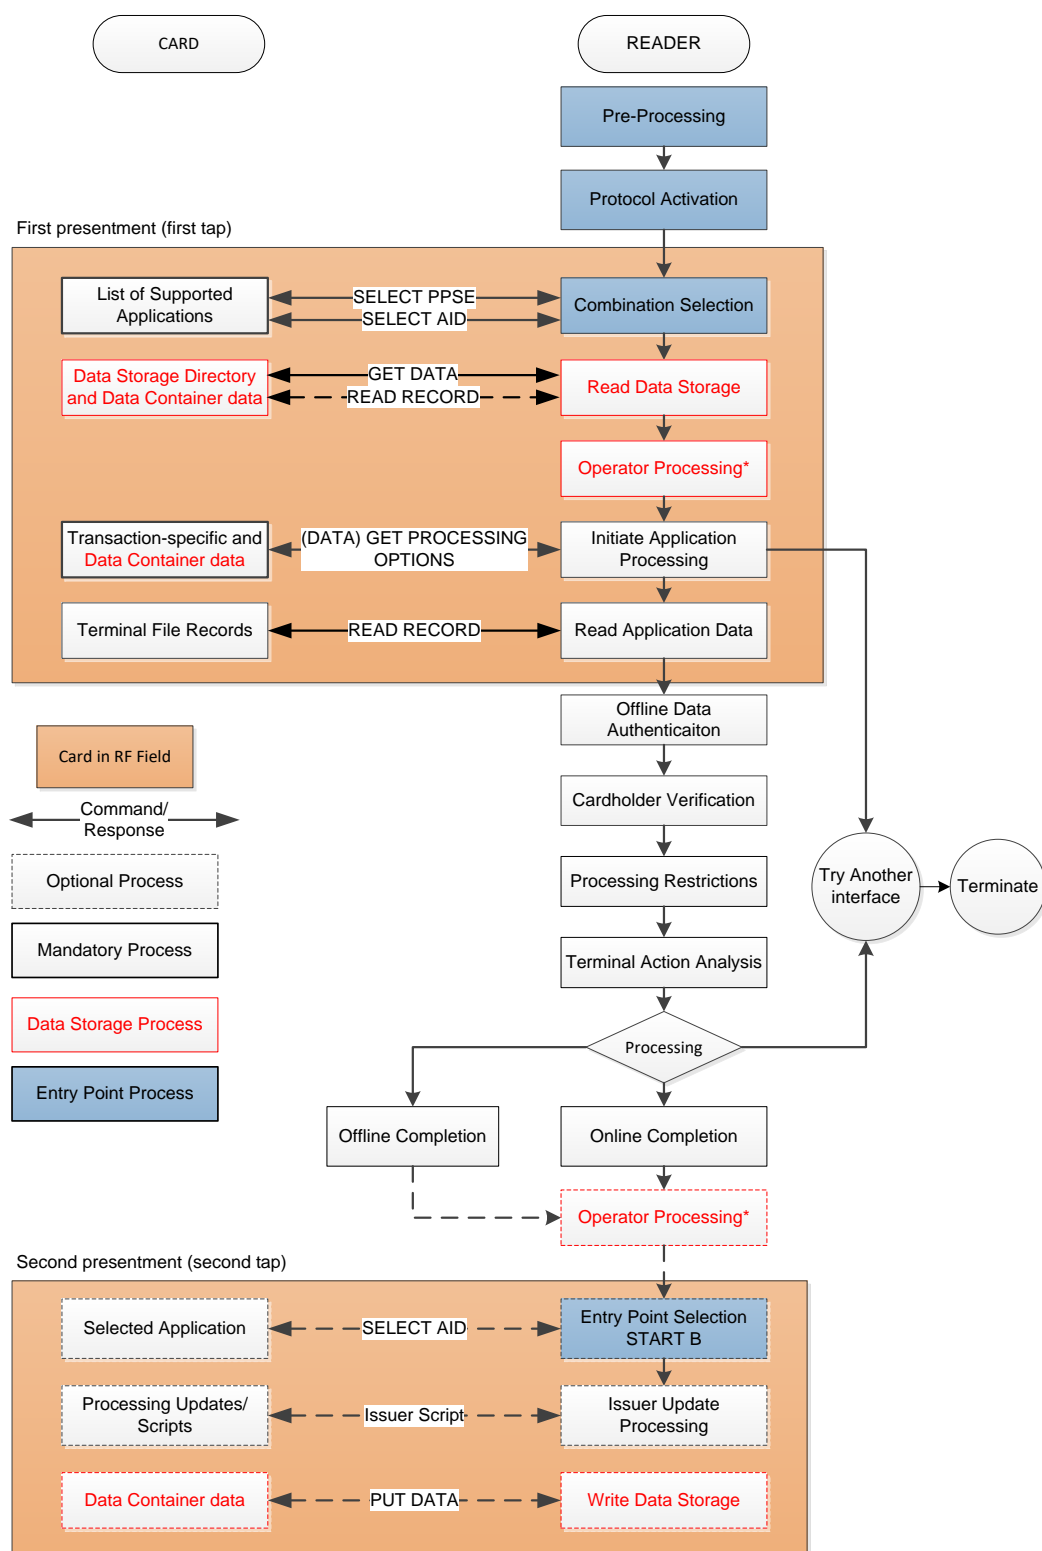 CARD
READER
Pre-Processing
Protocol Activation
First presentment (first tap)
List of Supported
Applications
SELECT PPSE
SELECT AID
Combination Selection
Data Storage Directory
and Data Container data
GET DATA
READ RECORD
Read Data Storage
Operator Processing*
Transaction-specific and
Data Container data
(DATA) GET PROCESSING
OPTIONS
Initiate Application
Processing
Terminal File Records
READ RECORD
Read Application Data
Offline Data
Authenticaiton
Card in RF Field
Cardholder Verification
Command/
Response
Optional Process
Processing Restrictions
Try Another
interface
Terminate
Mandatory Process
Terminal Action Analysis
Data Storage Process
Processing
Entry Point Process
Offline Completion
Online Completion
Operator Processing*
Second presentment (second tap)
Selected Application
SELECT AID
Entry Point Selection
START B
Processing Updates/
Scripts
Issuer Script
Issuer Update
Processing
Data Container data
PUT DATA
Write Data Storage